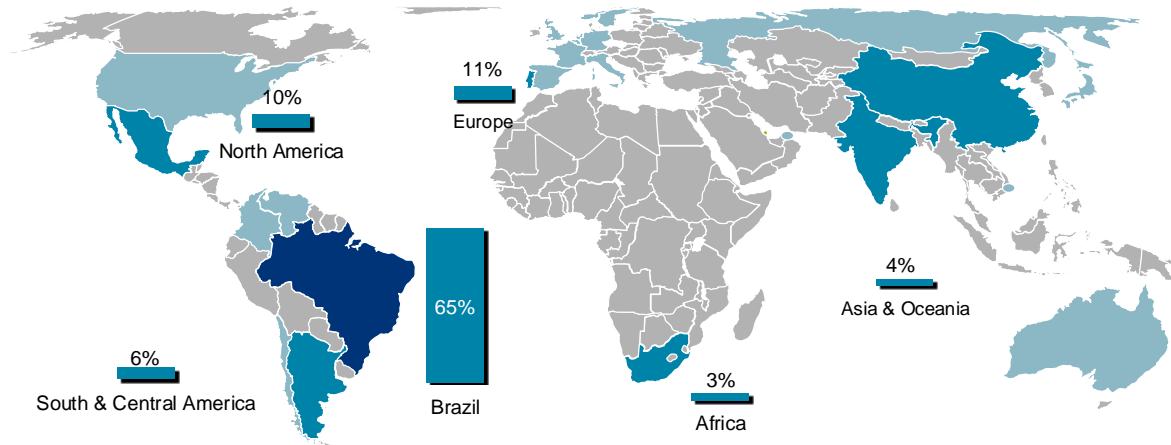 11%
Europe
10%
North America
65%
Brazil
4%
Asia & Oceania
6%
South & Central America
3%
Africa